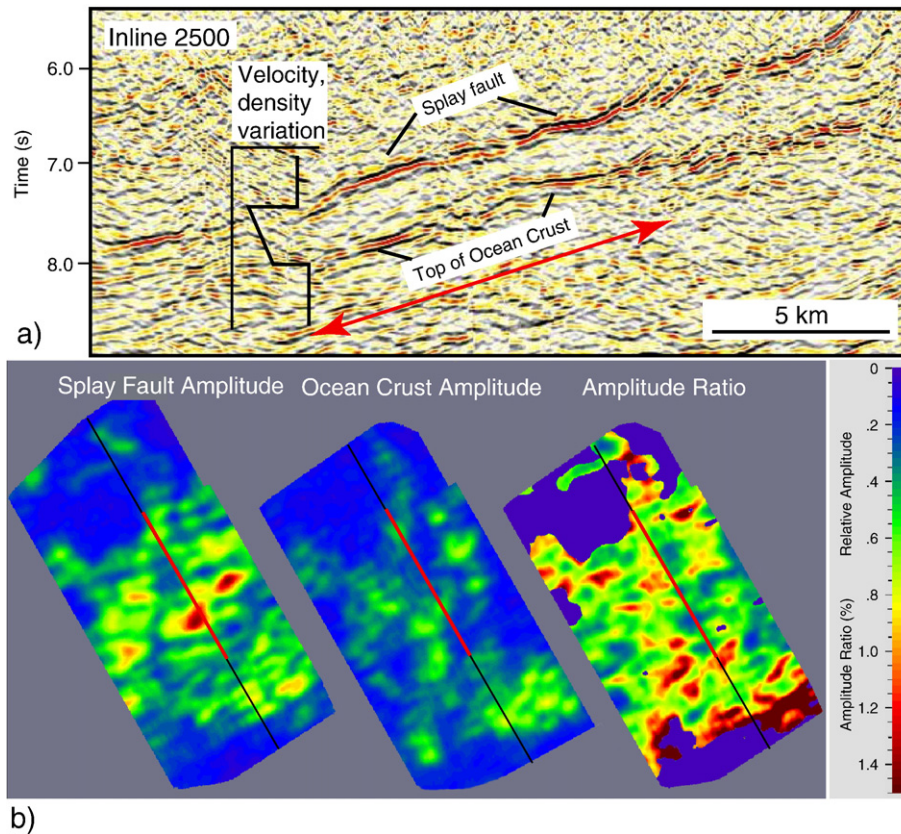 Inline 2500
Velocity,
density
variation
Splay fault
Top of Ocean Crust
6.0
7.0
8.0
Time (s)
5 km
a)
Splay Fault Amplitude
Ocean Crust Amplitude
Amplitude Ratio
0
.2
.4
.6
.8
1.0
1.2
1.4
Relative Amplitude
Amplitude Ratio (%)
b)